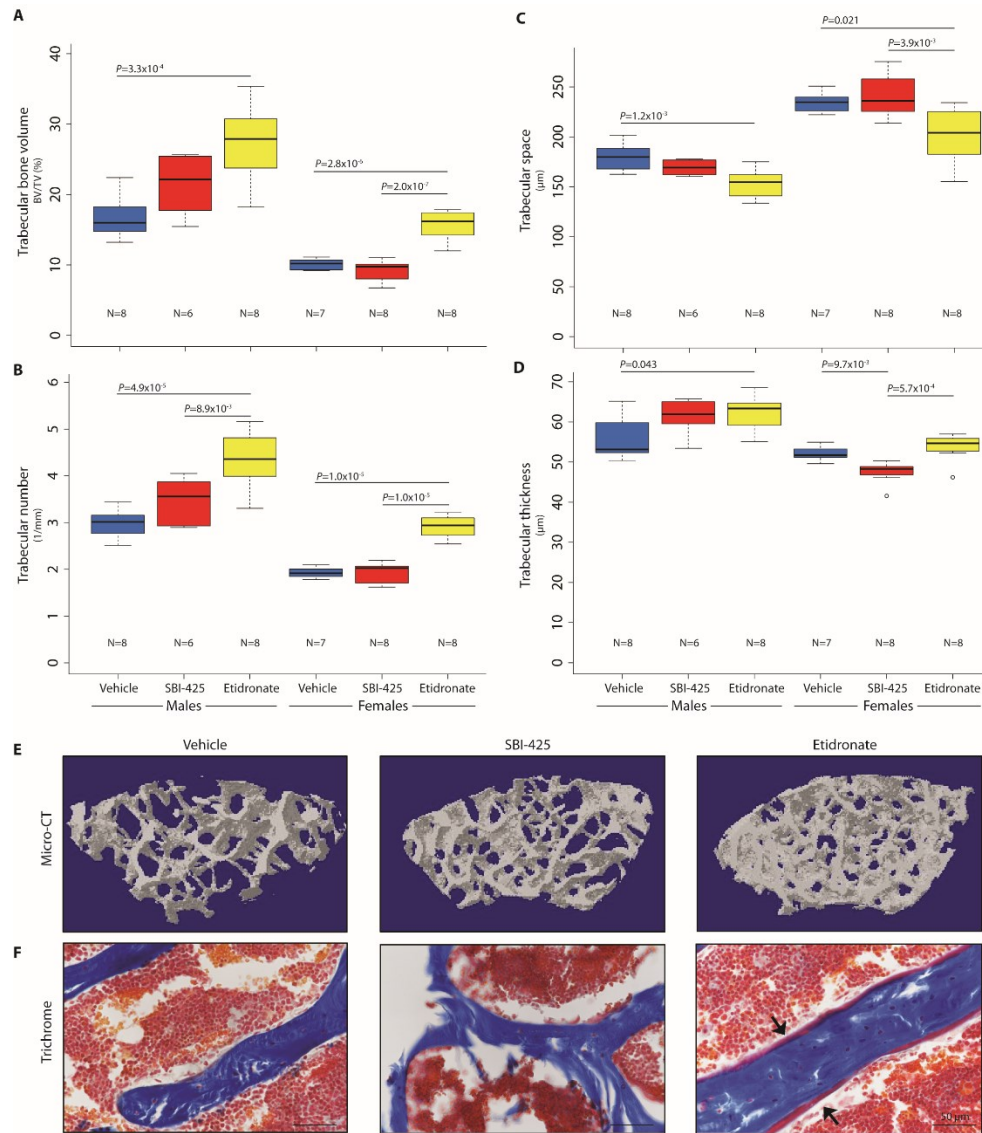 A
Trabecular bone volume
BV/TV (%)
40
30
20
10
0
P=3.3x10-4
P=2.8x10-5
P=2.0x10-7
N=8
N=6
N=8
N=7
N=8
N=8
C
Trabecular space
(µm)
250
200
150
100
50
0
P=0.021
P=3.9x10-3
P=1.2x10-3
N=8
N=6
N=8
N=7
N=8
N=8
B
Trabecular number
(1/mm)
6
5
4
3
2
1
0
P=4.9x10-5
P=8.9x10-3
P=1.0x10-5
P=1.0x10-5
N=8
N=6
N=8
N=7
N=8
N=8
Vehicle SBI-425 Etidronate Vehicle SBI-425 Etidronate
Males Females
D
Trabecular thickness
(µm)
70
60
50
40
30
20
10
0
P=0.043
P=9.7x10-3
P=5.7x10-4
N=8
N=6
N=8
N=7
N=8
N=8
Vehicle SBI-425 Etidronate Vehicle SBI-425 Etidronate
Males Females
Vehicle SBI-425 Etidronate
E
Micro-CT
F
Trichrome
50 µm